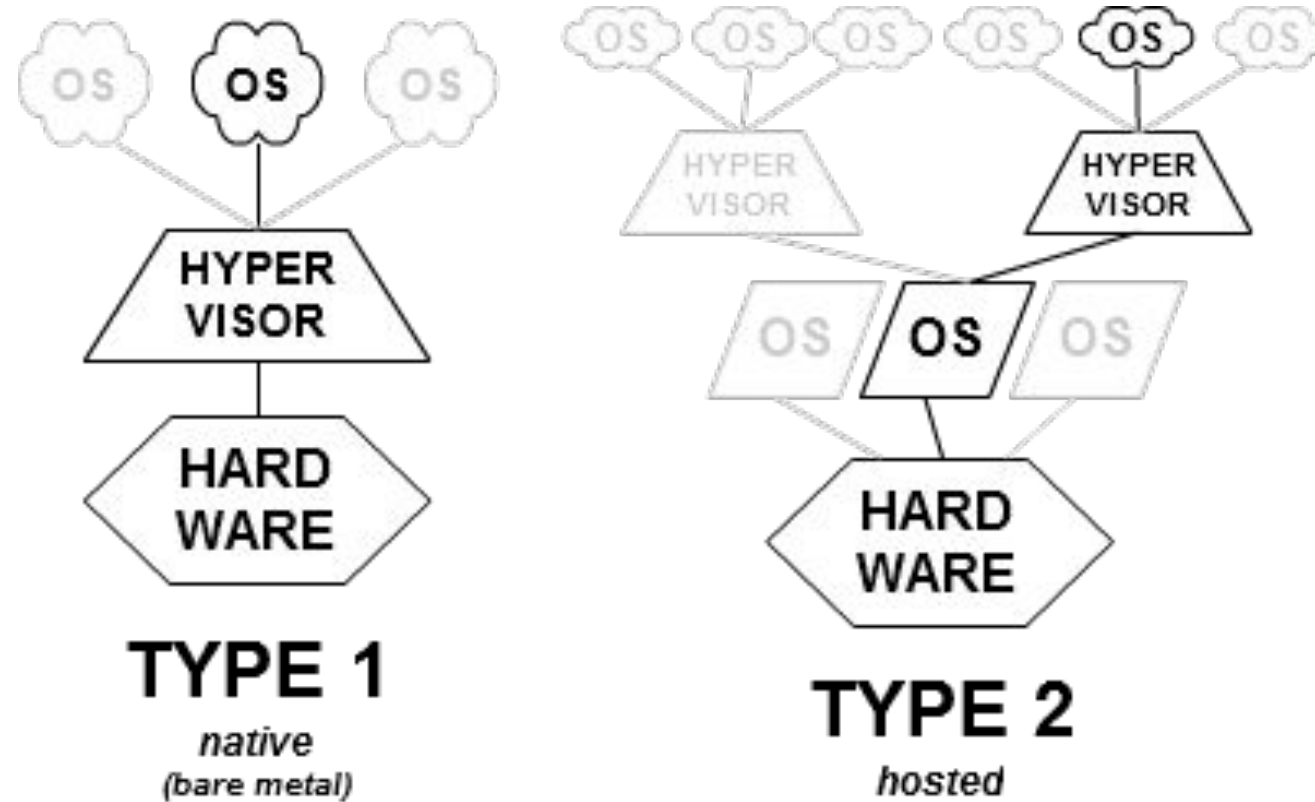 OS OS OS
HYPER
VISOR
HARD
WARE
TYPE 1
native
(bare metal)
OS OS OS OS OS OS
HYPER
VISOR
HYPER
VISOR
OS OS OS
HARD
WARE
TYPE 2
hosted